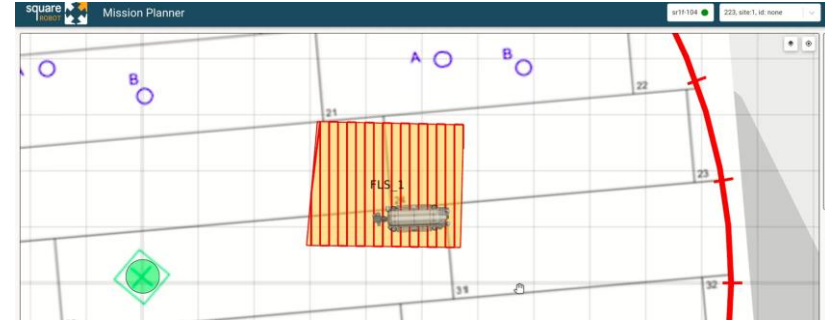 square
ROBOT
Mission Planner
sr1f-104
223, site:1, id: none
A
B
A
B
22
21
23
FLS_1
31
32